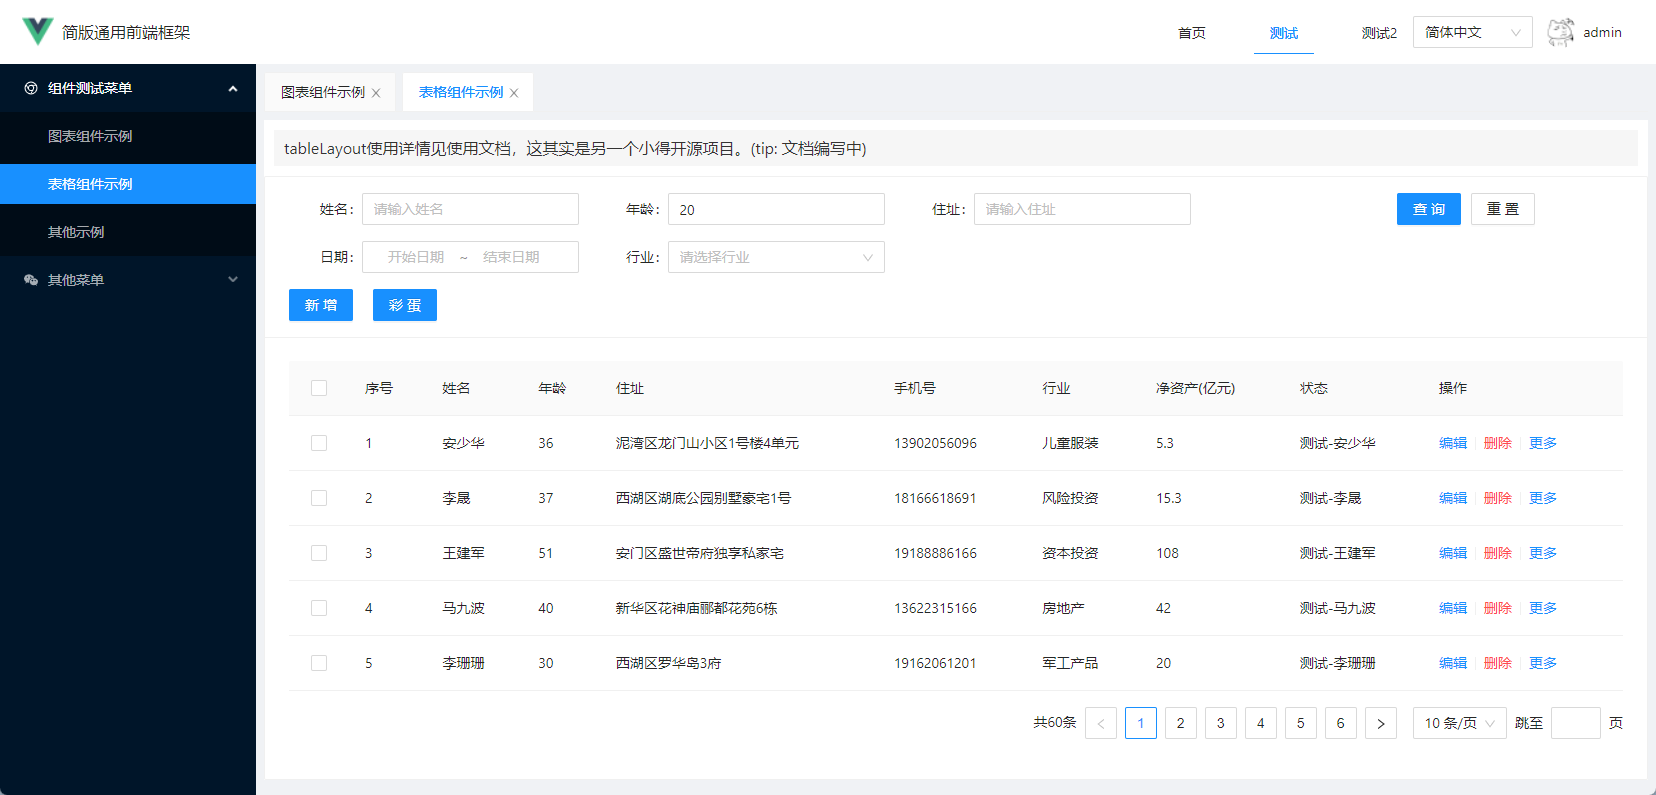 简版通用前端框架
首页 测试 测试2 简体中文 admin
组件测试菜单
图表组件示例
表格组件示例
其他示例
其他菜单
图表组件示例 表格组件示例
tableLayout使用详情见使用文档，这其实是另一个小得开源项目。(tip: 文档编写中)
姓名: 请输入姓名 年龄: 20 住址: 请输入住址 查 询 重 置
日期: 开始日期 ~ 结束日期 行业: 请选择行业
新 增 彩 蛋
序号 姓名 年龄 住址 手机号 行业 净资产(亿元) 状态 操作
1 安少华 36 泥湾区龙门山小区1号楼4单元 13902056096 儿童服装 5.3 测试-安少华 编辑 删除 更多
2 李晟 37 西湖区湖底公园别墅豪宅1号 18166618691 风险投资 15.3 测试-李晟 编辑 删除 更多
3 王建军 51 安门区盛世帝府独享私家宅 19188886166 资本投资 108 测试-王建军 编辑 删除 更多
4 马九波 40 新华区花神庙郦都花苑6栋 13622315166 房地产 42 测试-马九波 编辑 删除 更多
5 李珊珊 30 西湖区罗华岛3府 19162061201 军工产品 20 测试-李珊珊 编辑 删除 更多
共60条 < 1 2 3 4 5 6 > 10 条/页 跳至 页